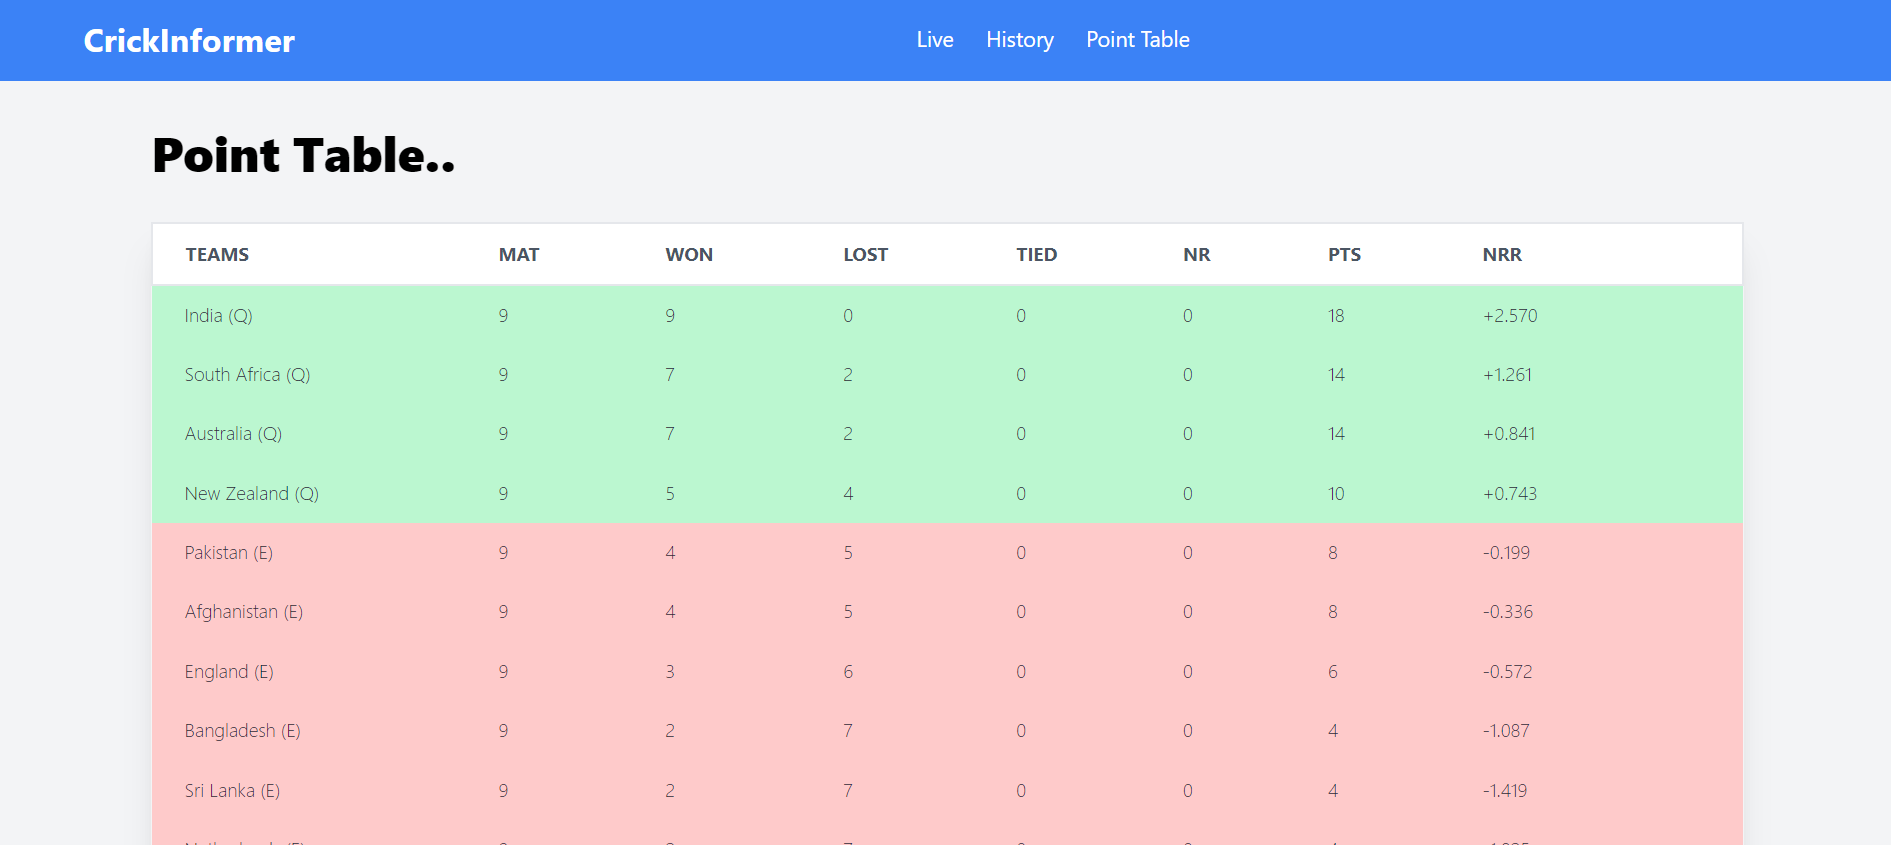 CrickInformer Live History Point Table
Point Table..
TEAMS MAT WON LOST TIED NR PTS NRR
India (Q) 9 9 0 0 0 18 +2.570
South Africa (Q) 9 7 2 0 0 14 +1.261
Australia (Q) 9 7 2 0 0 14 +0.841
New Zealand (Q) 9 5 4 0 0 10 +0.743
Pakistan (E) 9 4 5 0 0 8 -0.199
Afghanistan (E) 9 4 5 0 0 8 -0.336
England (E) 9 3 6 0 0 6 -0.572
Bangladesh (E) 9 2 7 0 0 4 -1.087
Sri Lanka (E) 9 2 7 0 0 4 -1.419